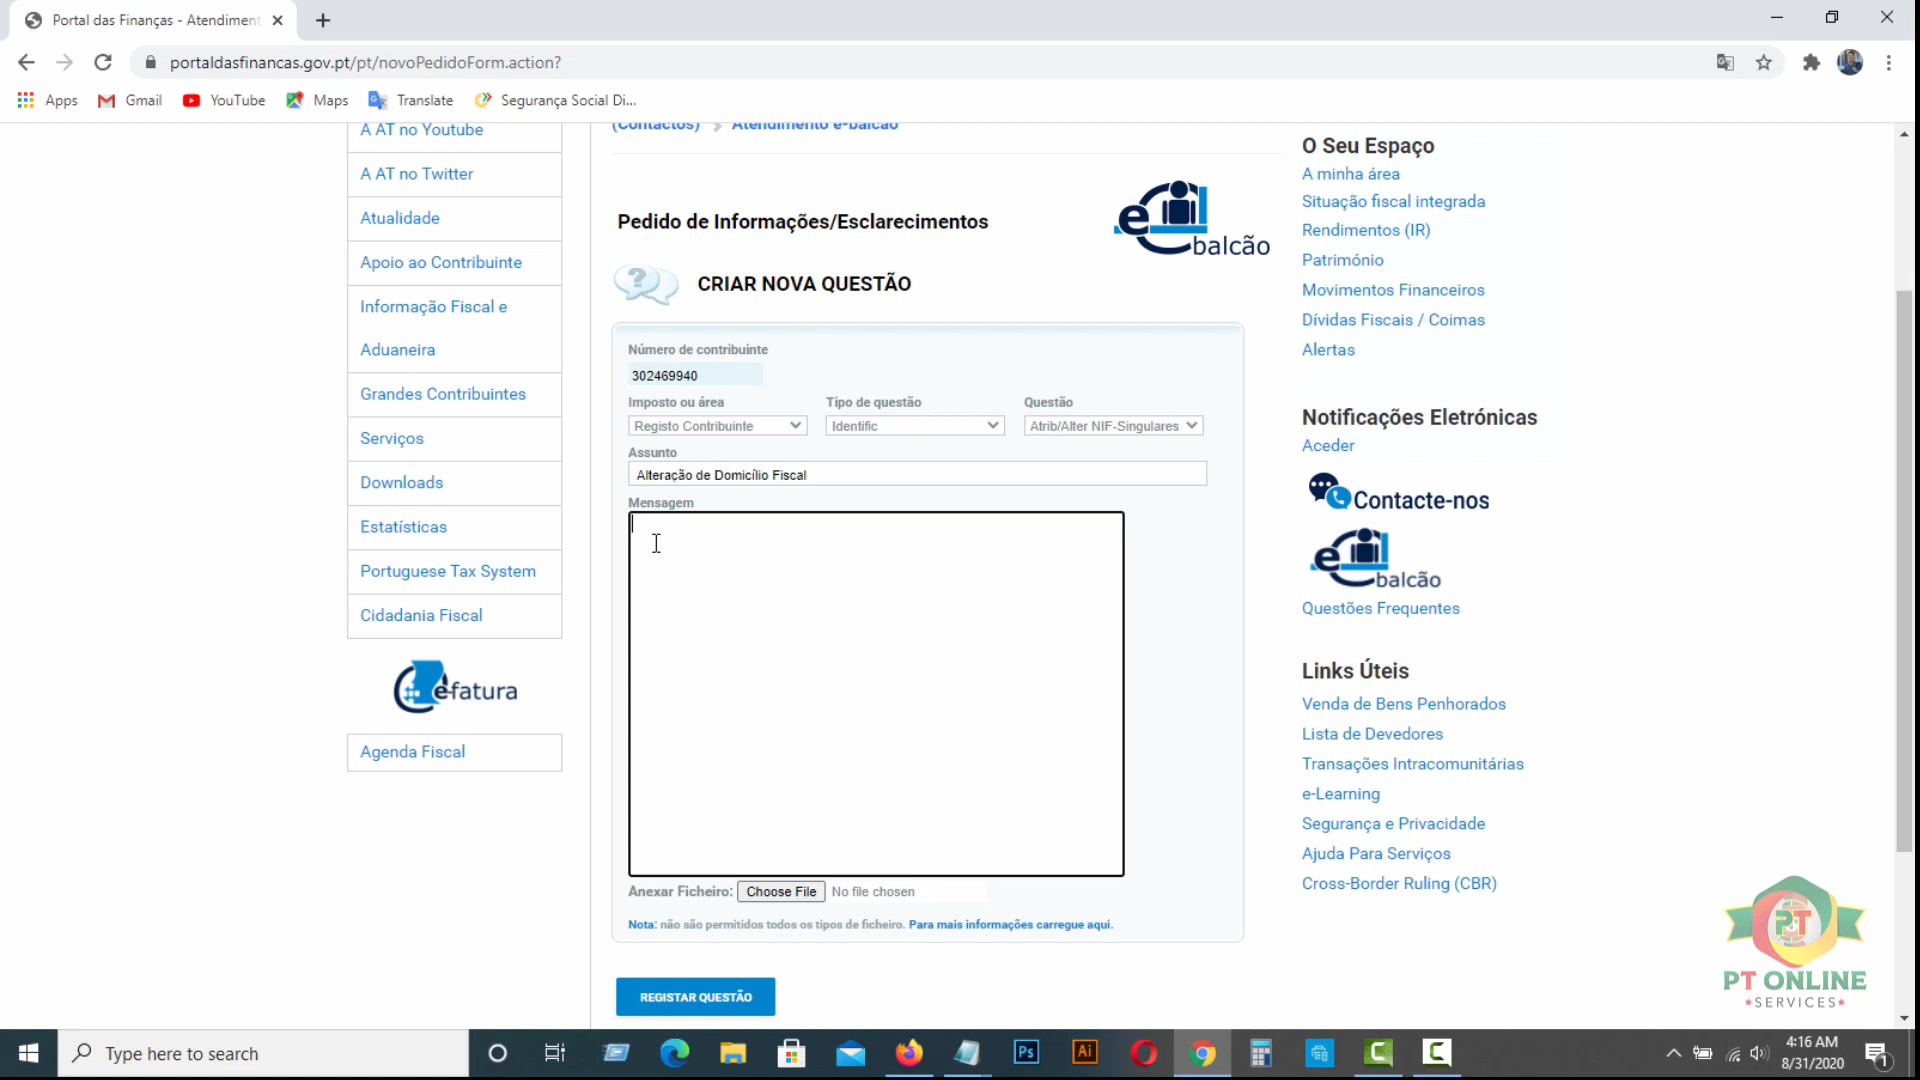 Portal das Finanças - Atendiment
portaldasfinancas.gov.pt/pt/novoPedidoForm.action?
Apps
Gmail
YouTube
Maps
Translate
Segurança Social Di...
A AT no Youtube
A AT no Twitter
Atualidade
Apoio ao Contribuinte
Informação Fiscal e
Aduaneira
Grandes Contribuintes
Serviços
Downloads
Estatísticas
Portuguese Tax System
Cidadania Fiscal
e-fatura
Agenda Fiscal
(Contactos) > Atendimento e-balcão
Pedido de Informações/Esclarecimentos
e balcão
CRIAR NOVA QUESTÃO
Número de contribuinte
302469940
Imposto ou área Tipo de questão Questão
Registo Contribuinte Identific Atrib/Alter NIF-Singulares
Assunto
Alteração de Domicílio Fiscal
Mensagem
Anexar Ficheiro: Choose File No file chosen
Nota: não são permitidos todos os tipos de ficheiro. Para mais informações carregue aqui.
REGISTAR QUESTÃO
O Seu Espaço
A minha área
Situação fiscal integrada
Rendimentos (IR)
Património
Movimentos Financeiros
Dívidas Fiscais / Coimas
Alertas
Notificações Eletrónicas
Aceder
Contacte-nos
e balcão
Questões Frequentes
Links Úteis
Venda de Bens Penhorados
Lista de Devedores
Transações Intracomunitárias
e-Learning
Segurança e Privacidade
Ajuda Para Serviços
Cross-Border Ruling (CBR)
PT
PT ONLINE
★SERVICES★
Type here to search
Ps
Ai
4:16 AM
8/31/2020
1